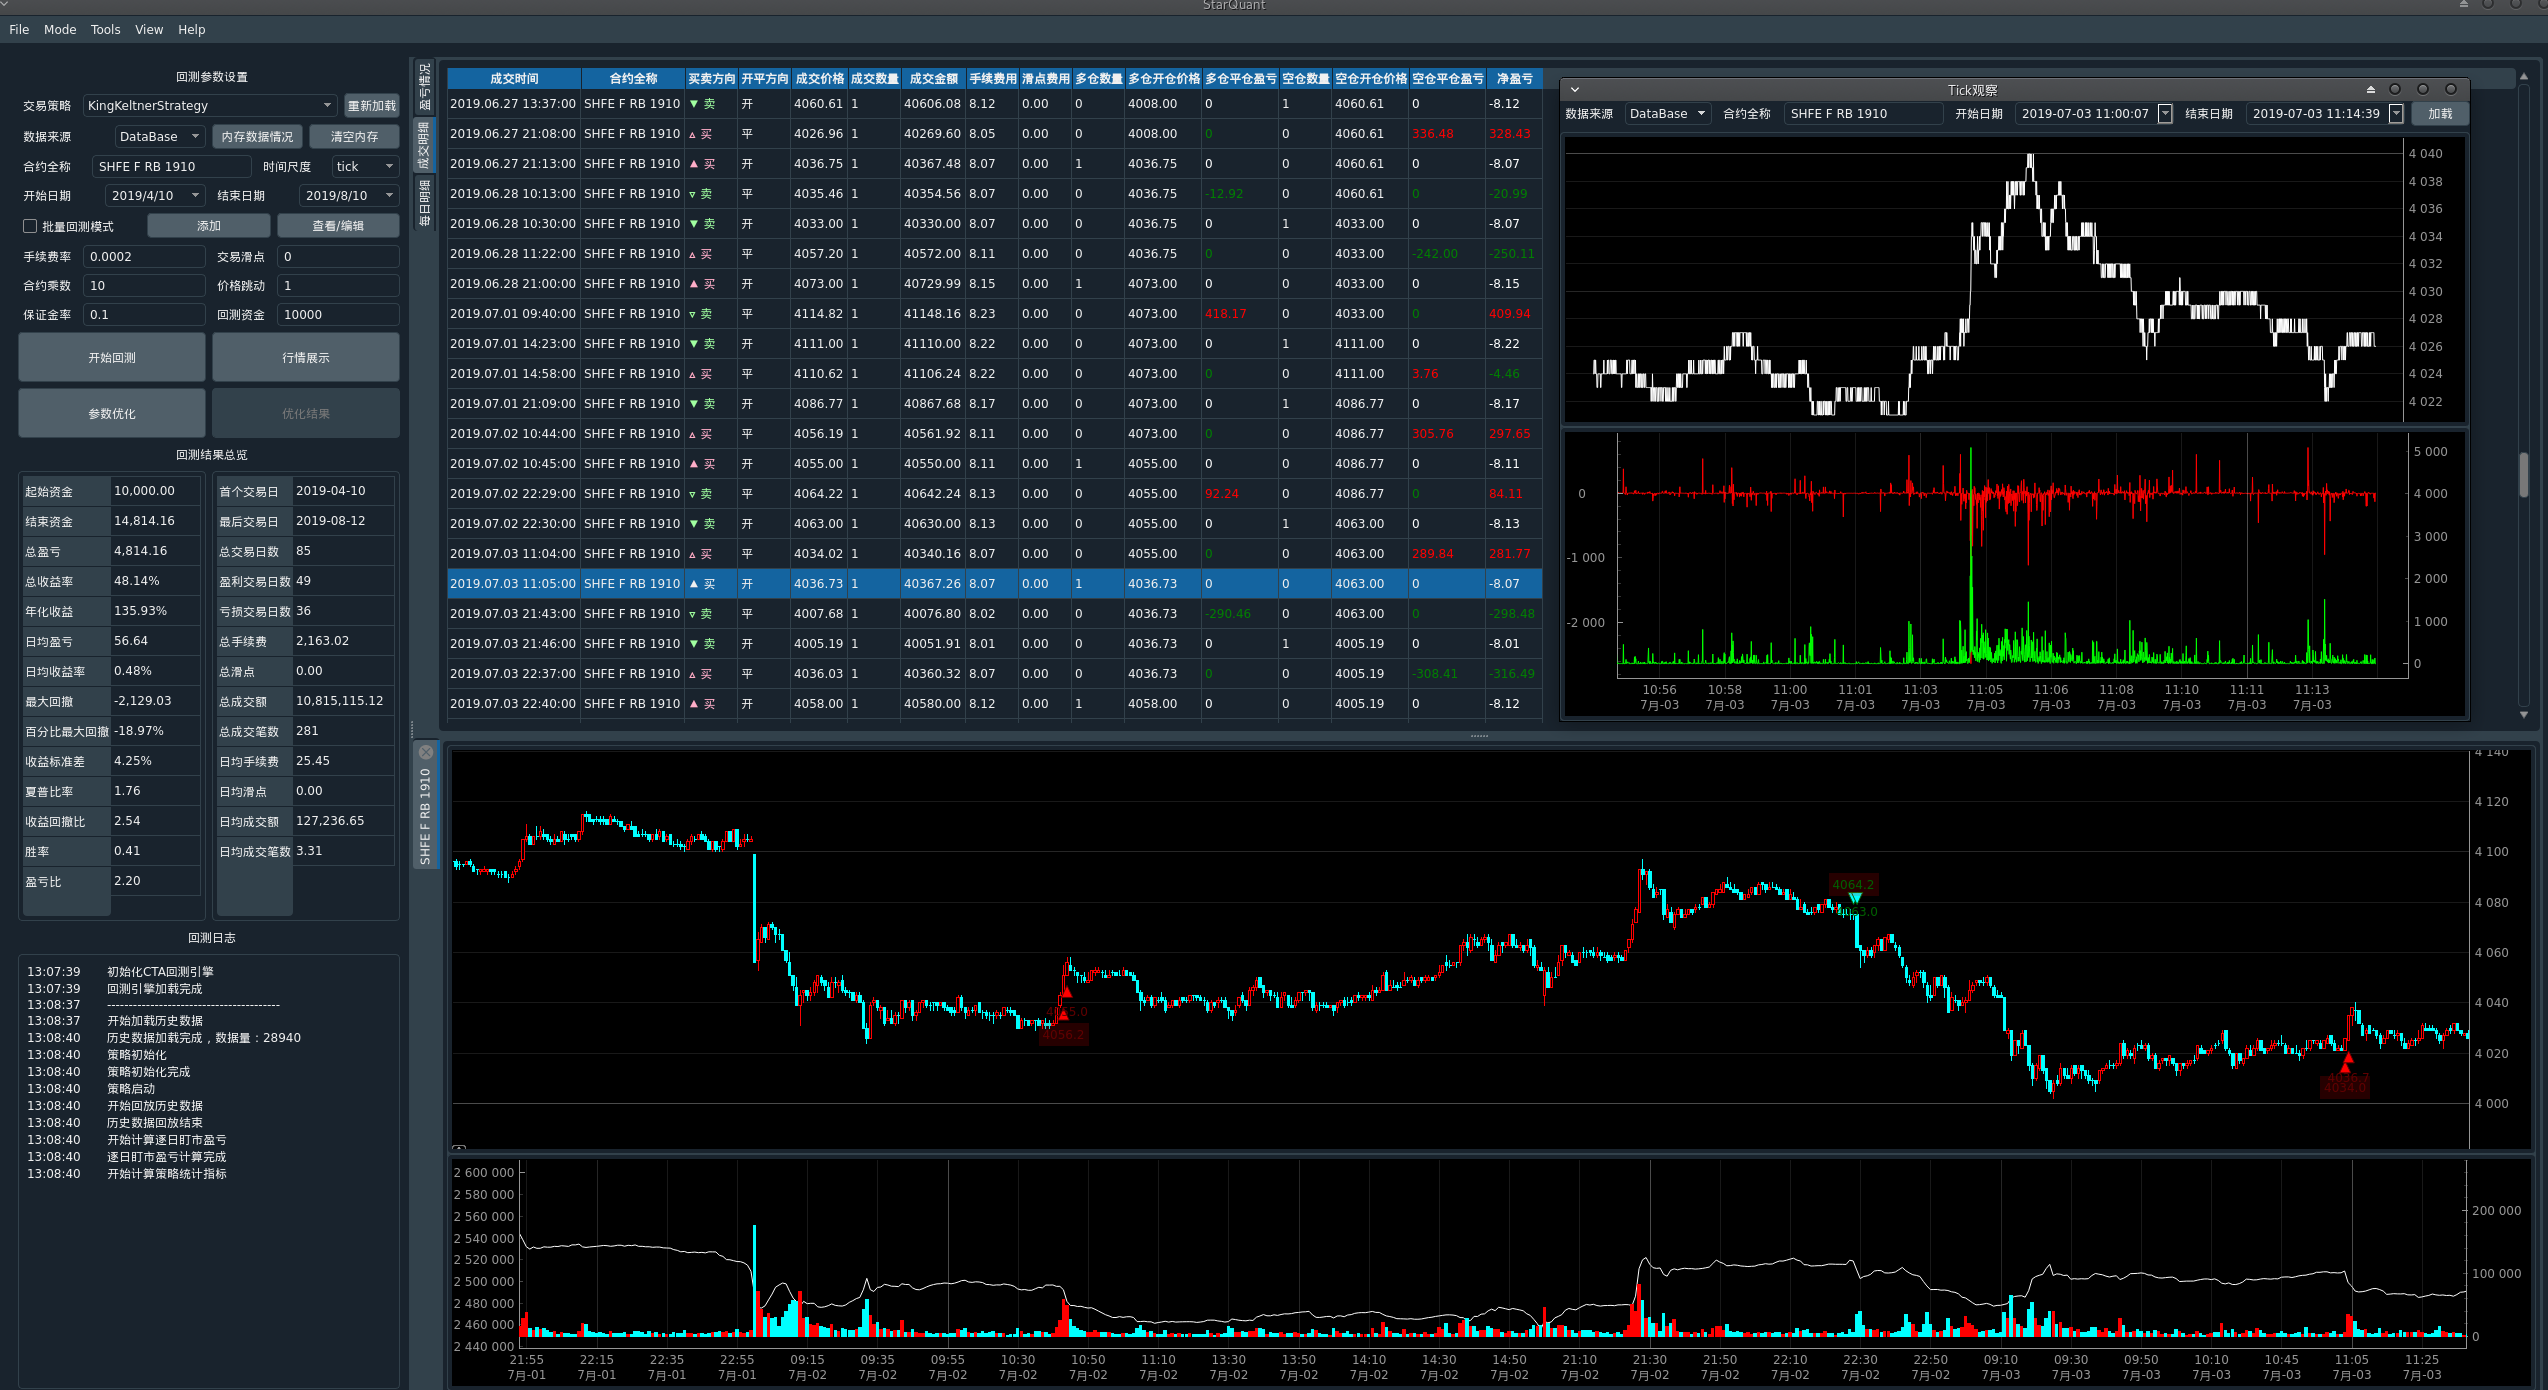 StarQuant
File Mode Tools View Help
回测参数设置
交易策略 KingKeltnerStrategy 重新加载
数据来源 DataBase 内存数据情况 清空内存
合约全称 SHFE F RB 1910 时间尺度 tick
开始日期 2019/4/10 结束日期 2019/8/10
批量回测模式 添加 查看/编辑
手续费率 0.0002 交易滑点 0
合约乘数 10 价格跳动 1
保证金率 0.1 回测资金 10000
开始回测 行情展示
参数优化 优化结果
回测结果总览
起始资金 10,000.00 首个交易日 2019-04-10
结束资金 14,814.16 最后交易日 2019-08-12
总盈亏 4,814.16 总交易日数 85
总收益率 48.14% 盈利交易日数 49
年化收益 135.93% 亏损交易日数 36
日均盈亏 56.64 总手续费 2,163.02
日均收益率 0.48% 总滑点 0.00
最大回撤 -2,129.03 总成交额 10,815,115.12
百分比最大回撤 -18.97% 总成交笔数 281
收益标准差 4.25% 日均手续费 25.45
夏普比率 1.76 日均滑点 0.00
收益回撤比 2.54 日均成交额 127,236.65
胜率 0.41 日均成交笔数 3.31
盈亏比 2.20
回测日志
13:07:39 初始化CTA回测引擎
13:07:39 回测引擎加载完成
13:08:37 ----------------------------------------
13:08:37 开始加载历史数据
13:08:40 历史数据加载完成，数据量：28940
13:08:40 策略初始化
13:08:40 策略初始化完成
13:08:40 策略启动
13:08:40 开始回放历史数据
13:08:40 历史数据回放结束
13:08:40 开始计算逐日盯市盈亏
13:08:40 逐日盯市盈亏计算完成
13:08:40 开始计算策略统计指标
盈亏情况
成交明细
每日明细
成交时间 合约全称 买卖方向 开平方向 成交价格 成交数量 成交金额 手续费用 滑点费用 多仓数量 多仓开仓价格 多仓平仓盈亏 空仓数量 空仓开仓价格 空仓平仓盈亏 净盈亏
2019.06.27 13:37:00 SHFE F RB 1910 ▼ 卖 开 4060.61 1 40606.08 8.12 0.00 0 4008.00 0 1 4060.61 0 -8.12
2019.06.27 21:08:00 SHFE F RB 1910 ▵ 买 平 4026.96 1 40269.60 8.05 0.00 0 4008.00 0 0 4060.61 336.48 328.43
2019.06.27 21:13:00 SHFE F RB 1910 ▲ 买 开 4036.75 1 40367.48 8.07 0.00 1 4036.75 0 0 4060.61 0 -8.07
2019.06.28 10:13:00 SHFE F RB 1910 ▿ 卖 平 4035.46 1 40354.56 8.07 0.00 0 4036.75 -12.92 0 4060.61 0 -20.99
2019.06.28 10:30:00 SHFE F RB 1910 ▼ 卖 开 4033.00 1 40330.00 8.07 0.00 0 4036.75 0 1 4033.00 0 -8.07
2019.06.28 11:22:00 SHFE F RB 1910 ▵ 买 平 4057.20 1 40572.00 8.11 0.00 0 4036.75 0 0 4033.00 -242.00 -250.11
2019.06.28 21:00:00 SHFE F RB 1910 ▲ 买 开 4073.00 1 40729.99 8.15 0.00 1 4073.00 0 0 4033.00 0 -8.15
2019.07.01 09:40:00 SHFE F RB 1910 ▿ 卖 平 4114.82 1 41148.16 8.23 0.00 0 4073.00 418.17 0 4033.00 0 409.94
2019.07.01 14:23:00 SHFE F RB 1910 ▼ 卖 开 4111.00 1 41110.00 8.22 0.00 0 4073.00 0 1 4111.00 0 -8.22
2019.07.01 14:58:00 SHFE F RB 1910 ▵ 买 平 4110.62 1 41106.24 8.22 0.00 0 4073.00 0 0 4111.00 3.76 -4.46
2019.07.01 21:09:00 SHFE F RB 1910 ▼ 卖 开 4086.77 1 40867.68 8.17 0.00 0 4073.00 0 1 4086.77 0 -8.17
2019.07.02 10:44:00 SHFE F RB 1910 ▵ 买 平 4056.19 1 40561.92 8.11 0.00 0 4073.00 0 0 4086.77 305.76 297.65
2019.07.02 10:45:00 SHFE F RB 1910 ▲ 买 开 4055.00 1 40550.00 8.11 0.00 1 4055.00 0 0 4086.77 0 -8.11
2019.07.02 22:29:00 SHFE F RB 1910 ▿ 卖 平 4064.22 1 40642.24 8.13 0.00 0 4055.00 92.24 0 4086.77 0 84.11
2019.07.02 22:30:00 SHFE F RB 1910 ▼ 卖 开 4063.00 1 40630.00 8.13 0.00 0 4055.00 0 1 4063.00 0 -8.13
2019.07.03 11:04:00 SHFE F RB 1910 ▵ 买 平 4034.02 1 40340.16 8.07 0.00 0 4055.00 0 0 4063.00 289.84 281.77
2019.07.03 11:05:00 SHFE F RB 1910 ▲ 买 开 4036.73 1 40367.26 8.07 0.00 1 4036.73 0 0 4063.00 0 -8.07
2019.07.03 21:43:00 SHFE F RB 1910 ▿ 卖 平 4007.68 1 40076.80 8.02 0.00 0 4036.73 -290.46 0 4063.00 0 -298.48
2019.07.03 21:46:00 SHFE F RB 1910 ▼ 卖 开 4005.19 1 40051.91 8.01 0.00 0 4036.73 0 1 4005.19 0 -8.01
2019.07.03 22:37:00 SHFE F RB 1910 ▵ 买 平 4036.03 1 40360.32 8.07 0.00 0 4036.73 0 0 4005.19 -308.41 -316.49
2019.07.03 22:40:00 SHFE F RB 1910 ▲ 买 开 4058.00 1 40580.00 8.12 0.00 1 4058.00 0 0 4005.19 0 -8.12
Tick观察
数据来源 DataBase 合约全称 SHFE F RB 1910 开始日期 2019-07-03 11:00:07 结束日期 2019-07-03 11:14:39 加载
4 040
4 038
4 036
4 034
4 032
4 030
4 028
4 026
4 024
4 022
5 000
0 4 000
3 000
-1 000
2 000
-2 000 1 000
0
10:56 10:58 11:00 11:01 11:03 11:05 11:06 11:08 11:10 11:11 11:13
7月-03 7月-03 7月-03 7月-03 7月-03 7月-03 7月-03 7月-03 7月-03 7月-03 7月-03
SHFE F RB 1910
4 140
4 120
4 100
4064.2
4 080
4 060
4 040
4056.2
4 020
4036.7
4034.0
4 000
2 600 000
2 580 000
2 560 000
200 000
2 540 000
2 520 000
2 500 000 100 000
2 480 000
2 460 000
0
2 440 000
21:55 22:15 22:35 22:55 09:15 09:35 09:55 10:30 10:50 11:10 13:30 13:50 14:10 14:30 14:50 21:10 21:30 21:50 22:10 22:30 22:50 09:10 09:30 09:50 10:10 10:45 11:05 11:25
7月-01 7月-01 7月-01 7月-01 7月-02 7月-02 7月-02 7月-02 7月-02 7月-02 7月-02 7月-02 7月-02 7月-02 7月-02 7月-02 7月-02 7月-02 7月-02 7月-02 7月-02 7月-03 7月-03 7月-03 7月-03 7月-03 7月-03 7月-03